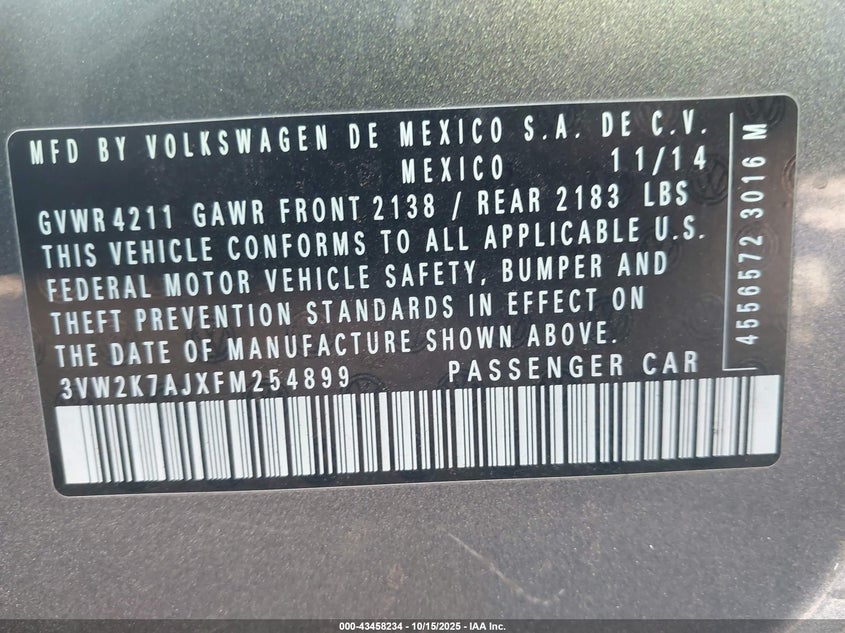 MFD BY VOLKSWAGEN DE MEXICO S.A. DE C.V.
MEXICO 11/14
GVWR 4211 GAWR FRONT 2138 / REAR 2183 LBS
THIS VEHICLE CONFORMS TO ALL APPLICABLE U.S.
FEDERAL MOTOR VEHICLE SAFETY, BUMPER AND
THEFT PREVENTION STANDARDS IN EFFECT ON
THE DATE OF MANUFACTURE SHOWN ABOVE.
3VW2K7AJXFM254899 PASSENGER CAR
4556572 3016 M
000-43458234 - 10/15/2025 - IAA Inc.